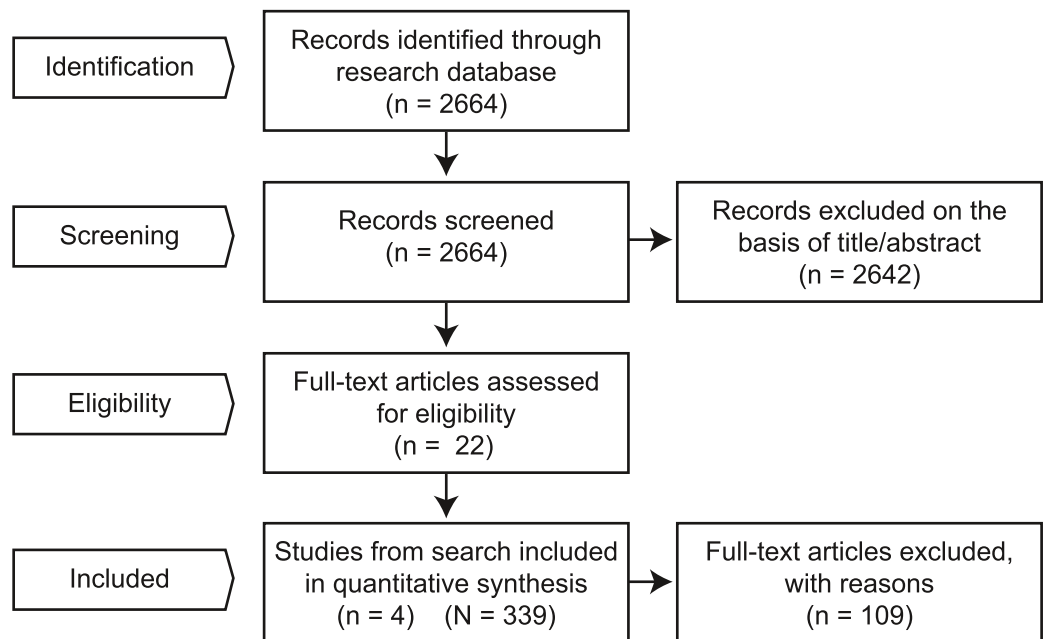 Identification
Records identified through
research database
(n = 2664)
Screening
Records screened
(n = 2664)
Records excluded on the
basis of title/abstract
(n = 2642)
Eligibility
Full-text articles assessed
for eligibility
(n =  22)
Included
Studies from search included
in quantitative synthesis
(n = 4)    (N = 339)
Full-text articles excluded,
with reasons
(n = 109)